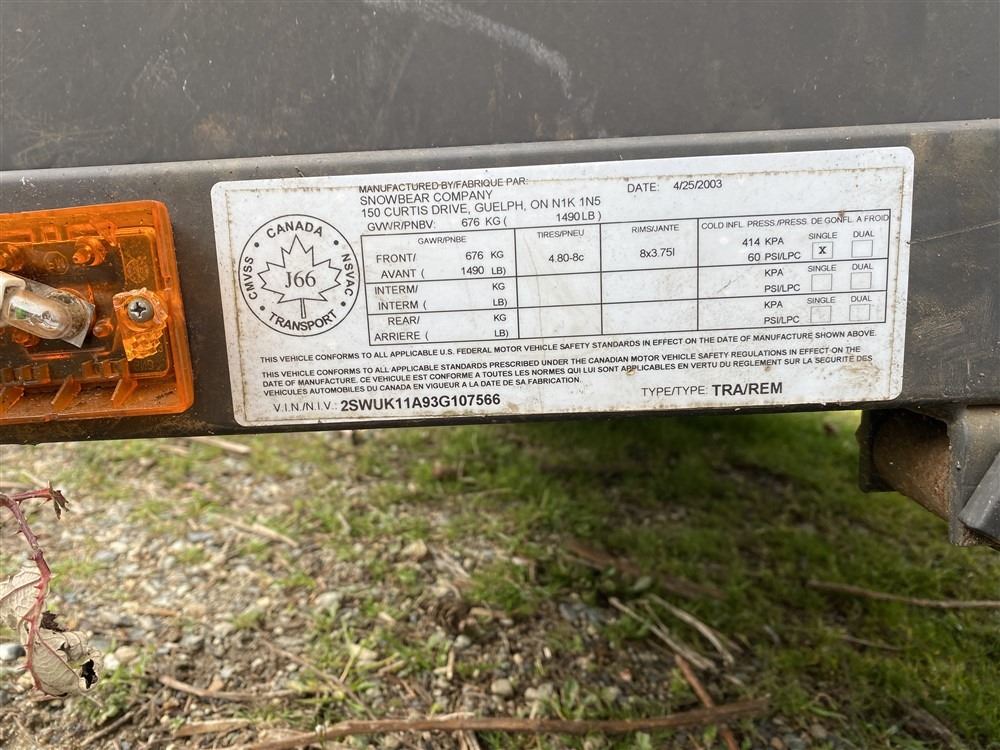 MANUFACTURED BY/FABRIQUE PAR:
SNOWBEAR COMPANY
DATE: 4/25/2003
150 CURTIS DRIVE, GUELPH, ON N1K 1N5
GVWR/PNBV: 676 KG ( 1490 LB )
CANADA
CMVSS
NSVAC
J66
TRANSPORT
GAWR/PNBE TIRES/PNEU RIMS/JANTE COLD INFL. PRESS./PRESS. DE GONFL. A FROID
FRONT/ 676 KG 4.80-8c 8x3.75I 414 KPA SINGLE DUAL
AVANT ( 1490 LB) 60 PSI/LPC x
INTERM/ KG KPA SINGLE DUAL
INTERM ( LB) PSI/LPC
REAR/ KG KPA SINGLE DUAL
ARRIERE ( LB) PSI/LPC
THIS VEHICLE CONFORMS TO ALL APPLICABLE U.S. FEDERAL MOTOR VEHICLE SAFETY STANDARDS IN EFFECT ON THE DATE OF MANUFACTURE SHOWN ABOVE.
THIS VEHICLE CONFORMS TO ALL APPLICABLE STANDARDS PRESCRIBED UNDER THE CANADIAN MOTOR VEHICLE SAFETY REGULATIONS IN EFFECT ON THE
DATE OF MANUFACTURE. CE VEHICULE EST CONFORME A TOUTES LES NORMES QUI LUI SONT APPLICABLES EN VERTU DU REGLEMENT SUR LA SECURITE DES
VEHICULES AUTOMOBILES DU CANADA EN VIGUEUR A LA DATE DE SA FABRICATION.
V.I.N./N.I.V.: 2SWUK11A93G107566 TYPE/TYPE: TRA/REM